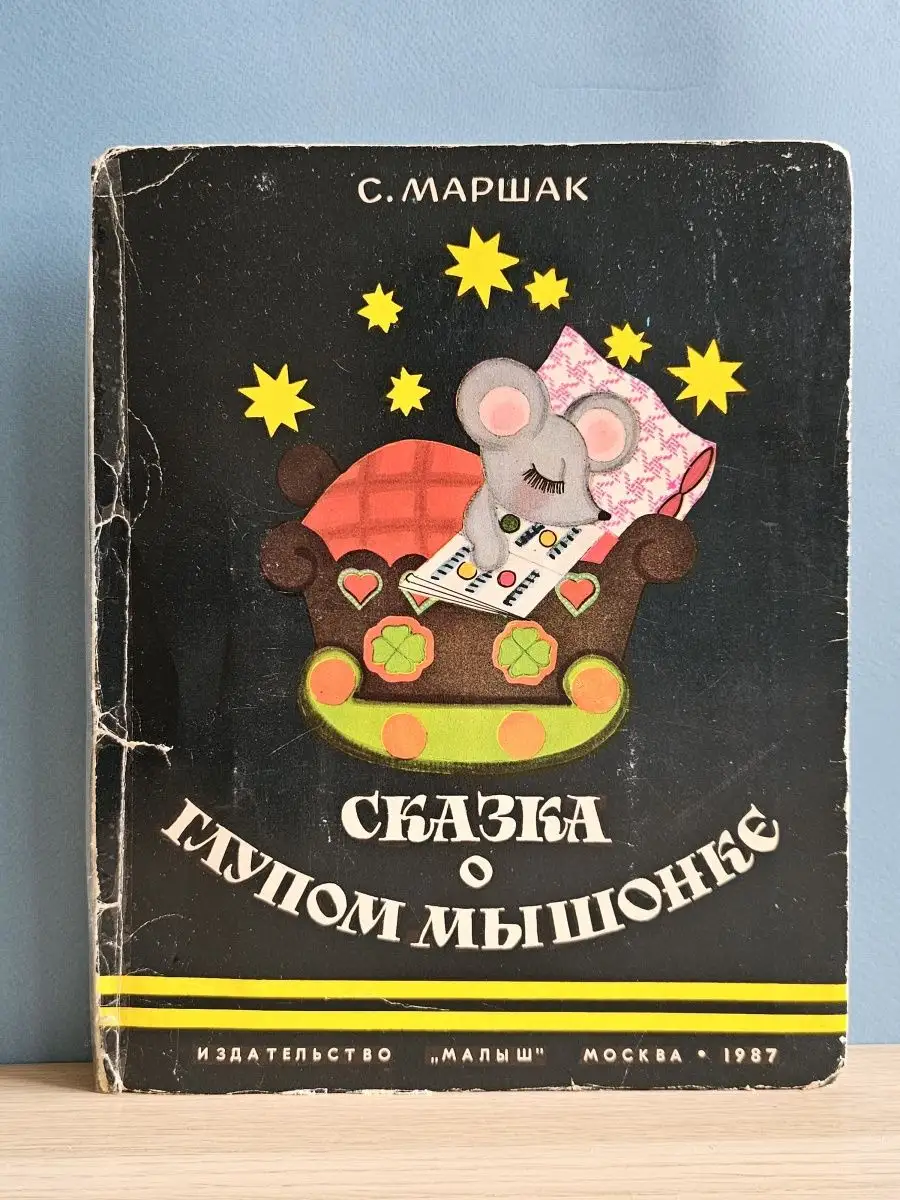 С. МАРШАК
СКАЗКА
О
ГЛУПОМ МЫШОНКЕ
ИЗДАТЕЛЬСТВО „МАЛЫШ" МОСКВА • 1987